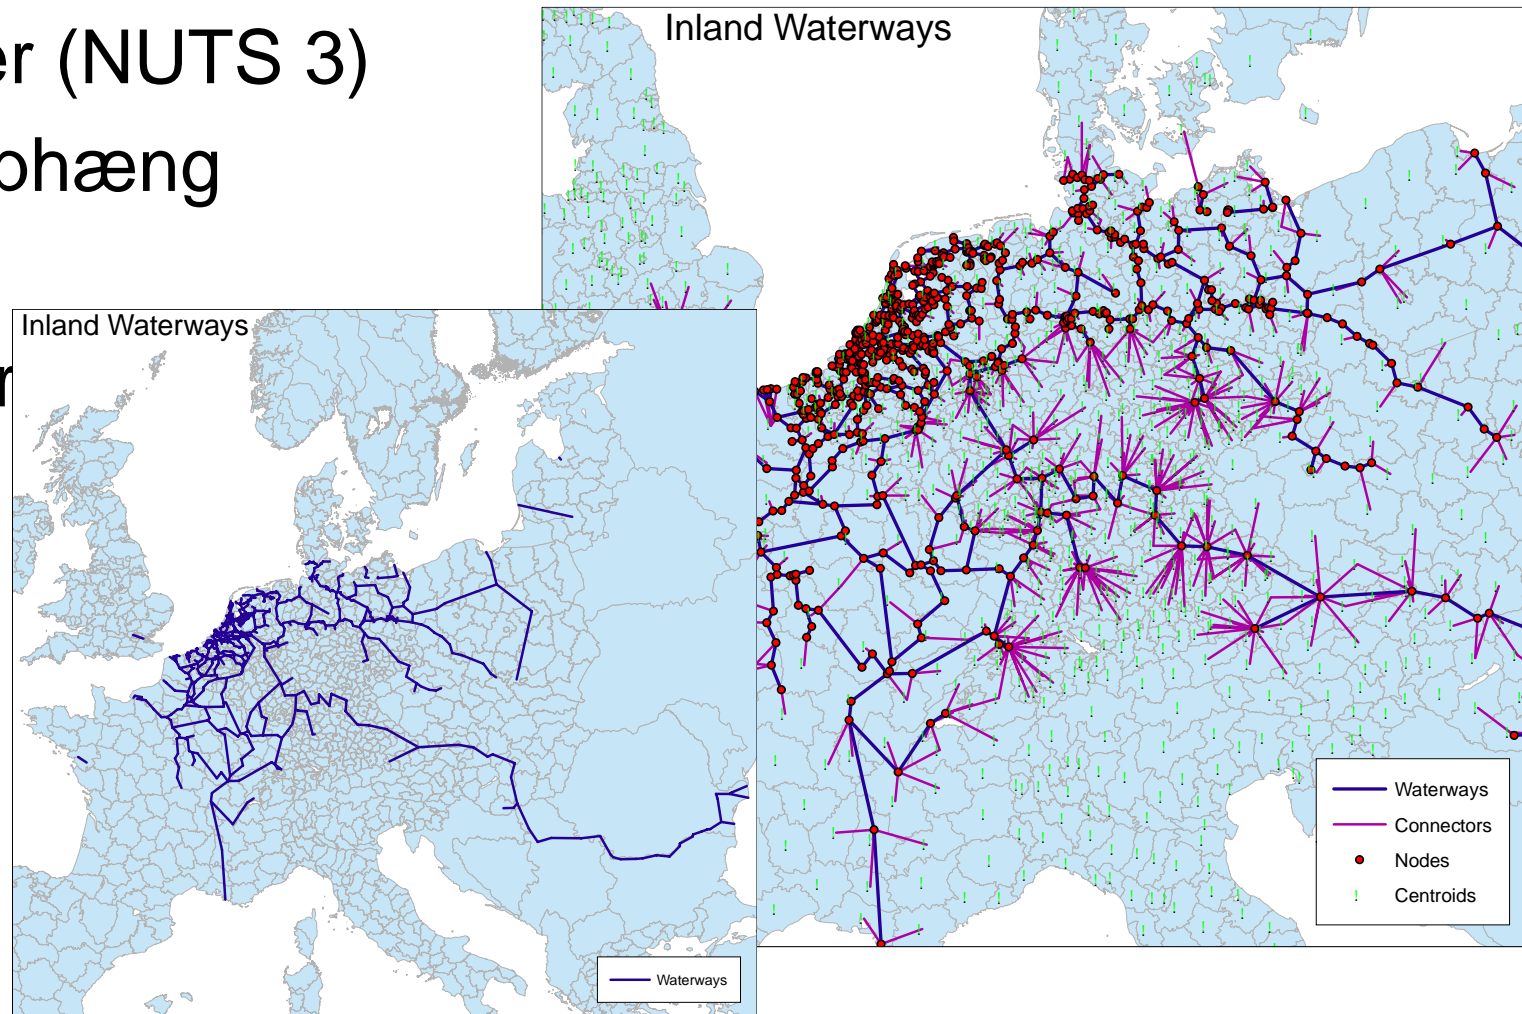 er (NUTS 3)
phæng
r
Inland Waterways
Waterways
Connectors
Nodes
Centroids
Inland Waterways
Waterways